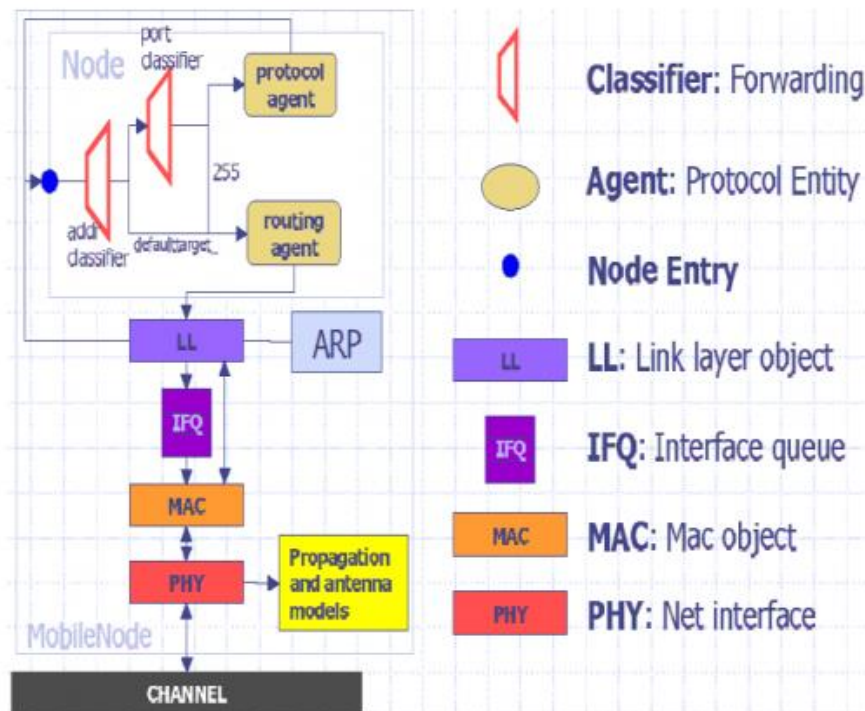 Node
port
classifier
protocol
agent
255
addr
classifier
defaulttarget_
routing
agent
LL
ARP
IFQ
MAC
PHY
Propagation
and antenna
models
MobileNode
CHANNEL
Classifier: Forwarding
Agent: Protocol Entity
Node Entry
LL
LL: Link layer object
IFQ
IFQ: Interface queue
MAC
MAC: Mac object
PHY
PHY: Net interface